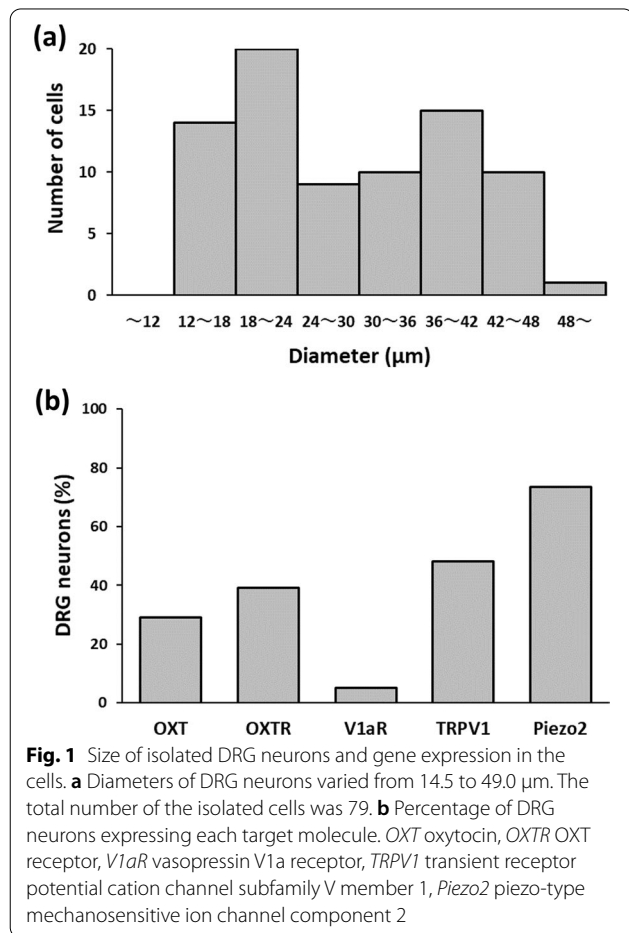 (a)
Number of cells
20
15
10
5
0
～12 12～18 18～24 24～30 30～36 36～42 42～48 48～
Diameter (µm)
(b)
DRG neurons (%)
100
80
60
40
20
0
OXT OXTR V1aR TRPV1 Piezo2
Fig. 1 Size of isolated DRG neurons and gene expression in the
cells. a Diameters of DRG neurons varied from 14.5 to 49.0 µm. The
total number of the isolated cells was 79. b Percentage of DRG
neurons expressing each target molecule. OXT oxytocin, OXTR OXT
receptor, V1aR vasopressin V1a receptor, TRPV1 transient receptor
potential cation channel subfamily V member 1, Piezo2 piezo-type
mechanosensitive ion channel component 2